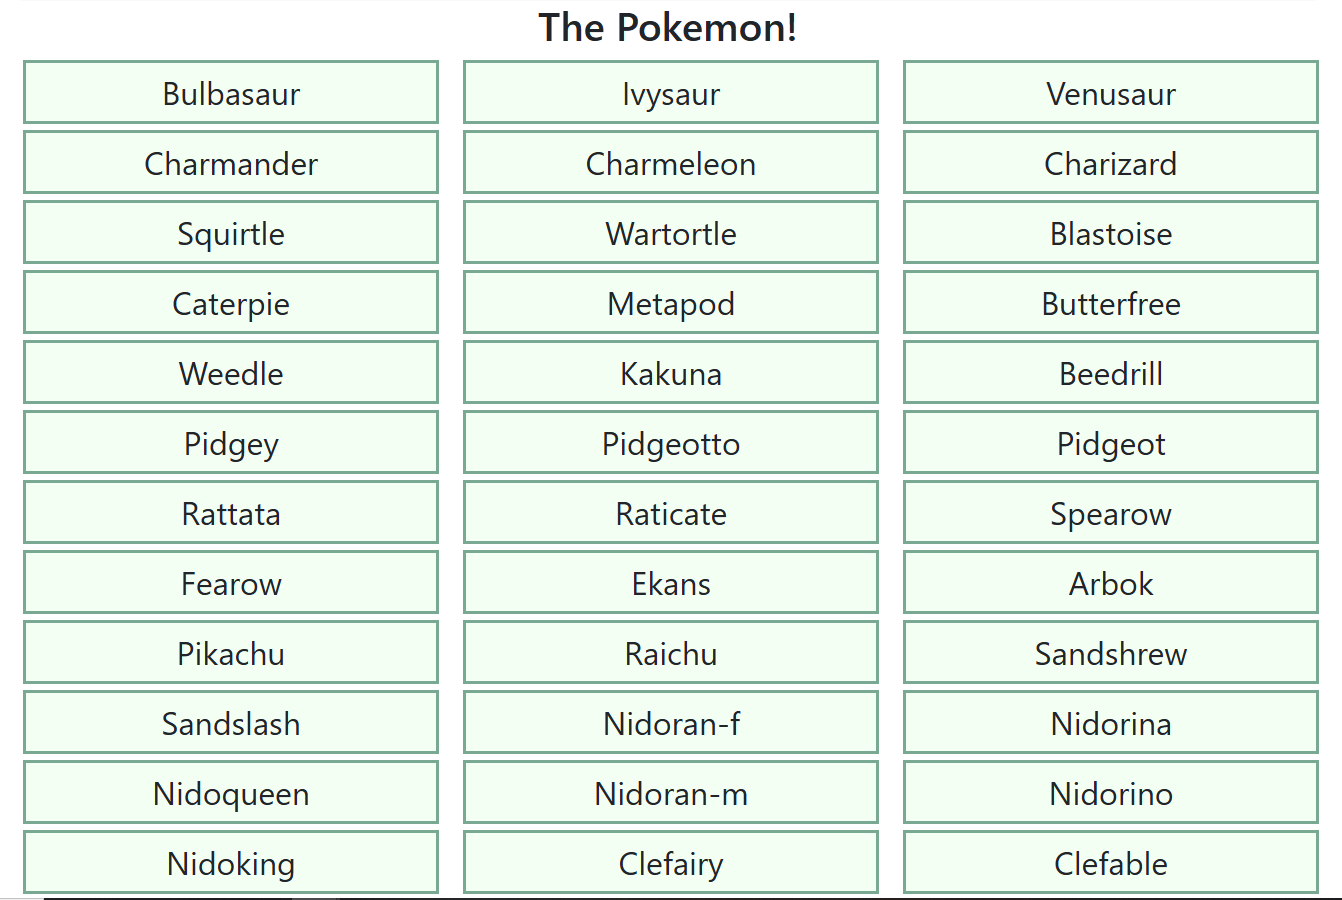 The Pokemon!
Bulbasaur Ivysaur Venusaur
Charmander Charmeleon Charizard
Squirtle Wartortle Blastoise
Caterpie Metapod Butterfree
Weedle Kakuna Beedrill
Pidgey Pidgeotto Pidgeot
Rattata Raticate Spearow
Fearow Ekans Arbok
Pikachu Raichu Sandshrew
Sandslash Nidoran-f Nidorina
Nidoqueen Nidoran-m Nidorino
Nidoking Clefairy Clefable